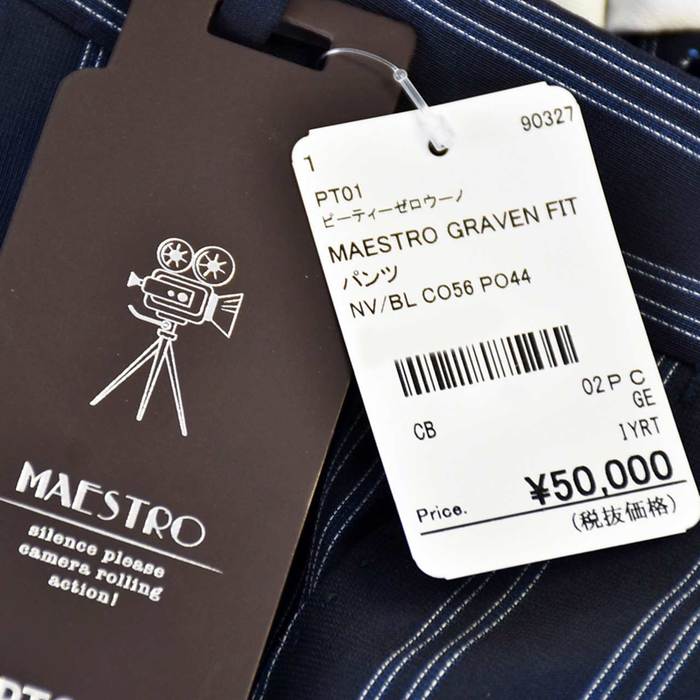 MAESTRO
silence please
camera rolling
action!
1
90327
PT01
ピーティーゼロウーノ
MAESTRO GRAVEN FIT
パンツ
NV/BL CO56 PO44
02PC
GE
CB
IYRT
Price.
¥50,000
(税抜価格)